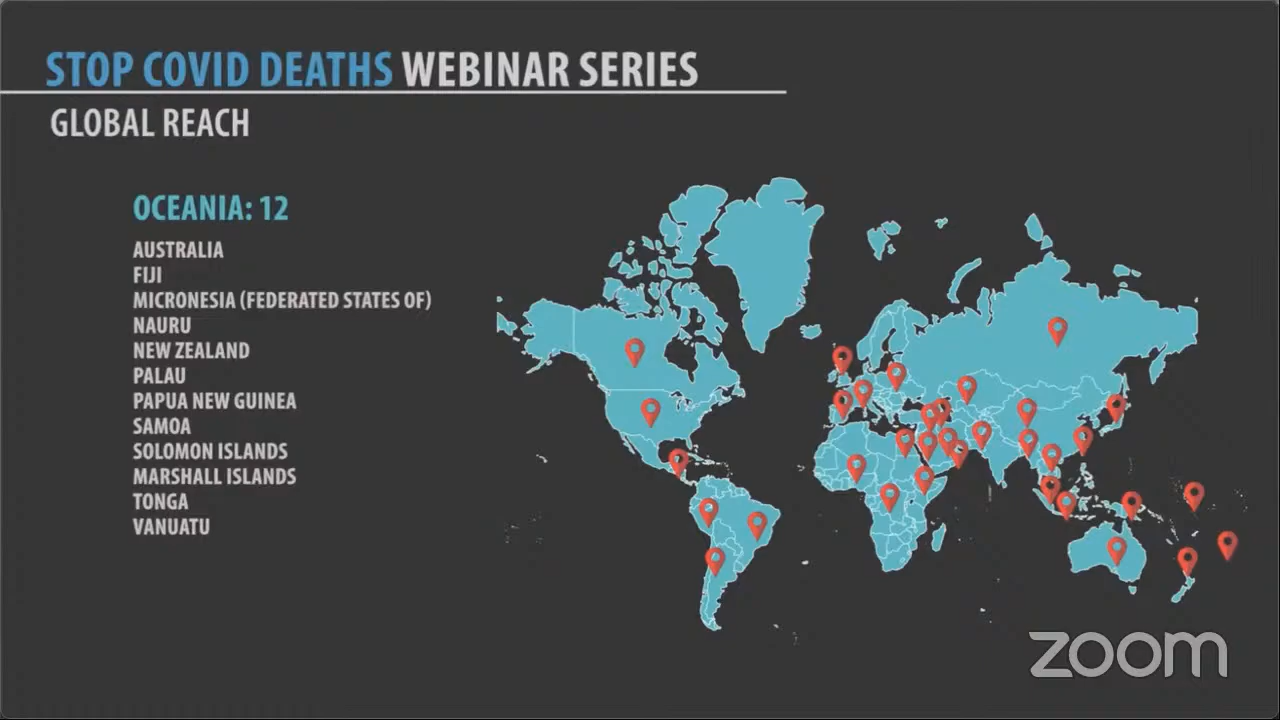 STOP COVID DEATHS WEBINAR SERIES
GLOBAL REACH
OCEANIA: 12
AUSTRALIA
FIJI
MICRONESIA (FEDERATED STATES OF)
NAURU
NEW ZEALAND
PALAU
PAPUA NEW GUINEA
SAMOA
SOLOMON ISLANDS
MARSHALL ISLANDS
TONGA
VANUATU
zoom